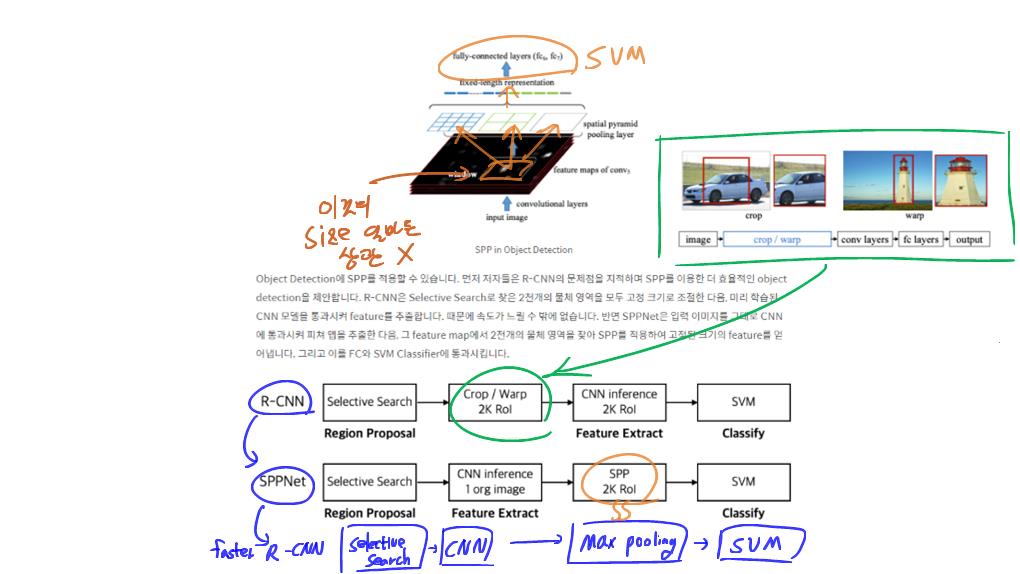 fully-connected layers (fc₆, fc₇)
SVM
fixed-length representation
spatial pyramid
pooling layer
window
feature maps of conv₅
convolutional layers
input image
이것의
Size 얼마든
상관 X
SPP in Object Detection
crop
warp
image
crop / warp
conv layers
fc layers
output
Object Detection에 SPP를 적용할 수 있습니다. 먼저 저자들은 R-CNN의 문제점을 지적하며 SPP를 이용한 더 효율적인 object
detection을 제안합니다. R-CNN은 Selective Search로 찾은 2천개의 물체 영역을 모두 고정 크기로 조절한 다음, 미리 학습된
CNN 모델을 통과시켜 feature를 추출합니다. 때문에 속도가 느릴 수 밖에 없습니다. 반면 SPPNet은 입력 이미지를 그대로 CNN
에 통과시키 피쳐 맵을 추출한 다음, 그 feature map에서 2천개의 물체 영역을 찾아 SPP를 적용하여 고정된 크기의 feature를 얻
어냅니다. 그리고 이를 FC와 SVM Classifier에 통과시킵니다.
R-CNN
Selective Search
Crop / Warp
2K RoI
CNN inference
2K RoI
SVM
Region Proposal
Feature Extract
Classify
SPPNet
Selective Search
CNN inference
1 org image
SPP
2K RoI
SVM
Region Proposal
Feature Extract
Classify
faster R-CNN
Selective
Search
CNN
Max pooling
SVM